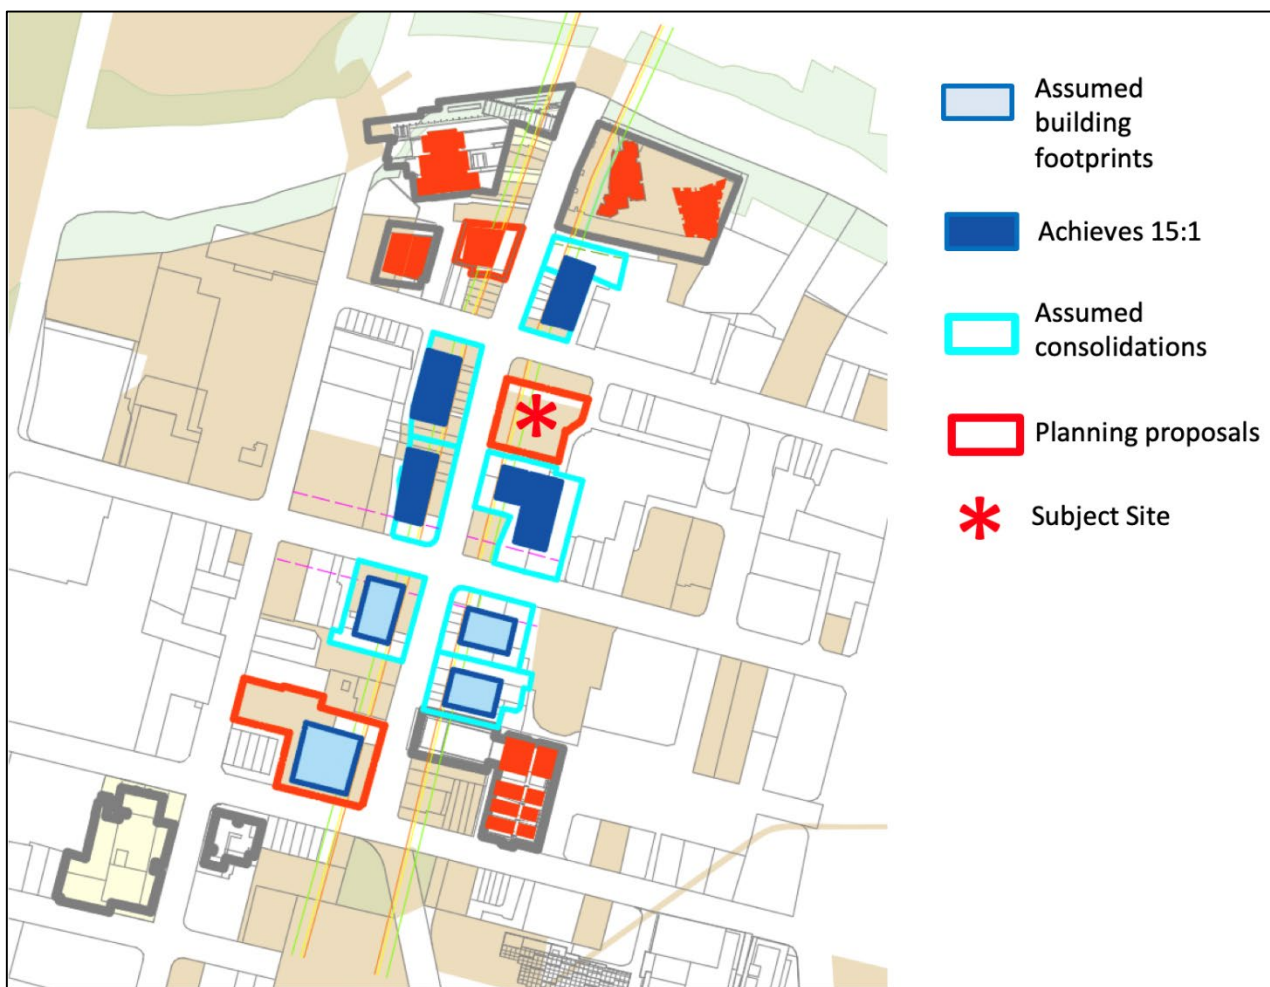 Assumed
building
footprints
Achieves 15:1
Assumed
consolidations
Planning proposals
Subject Site